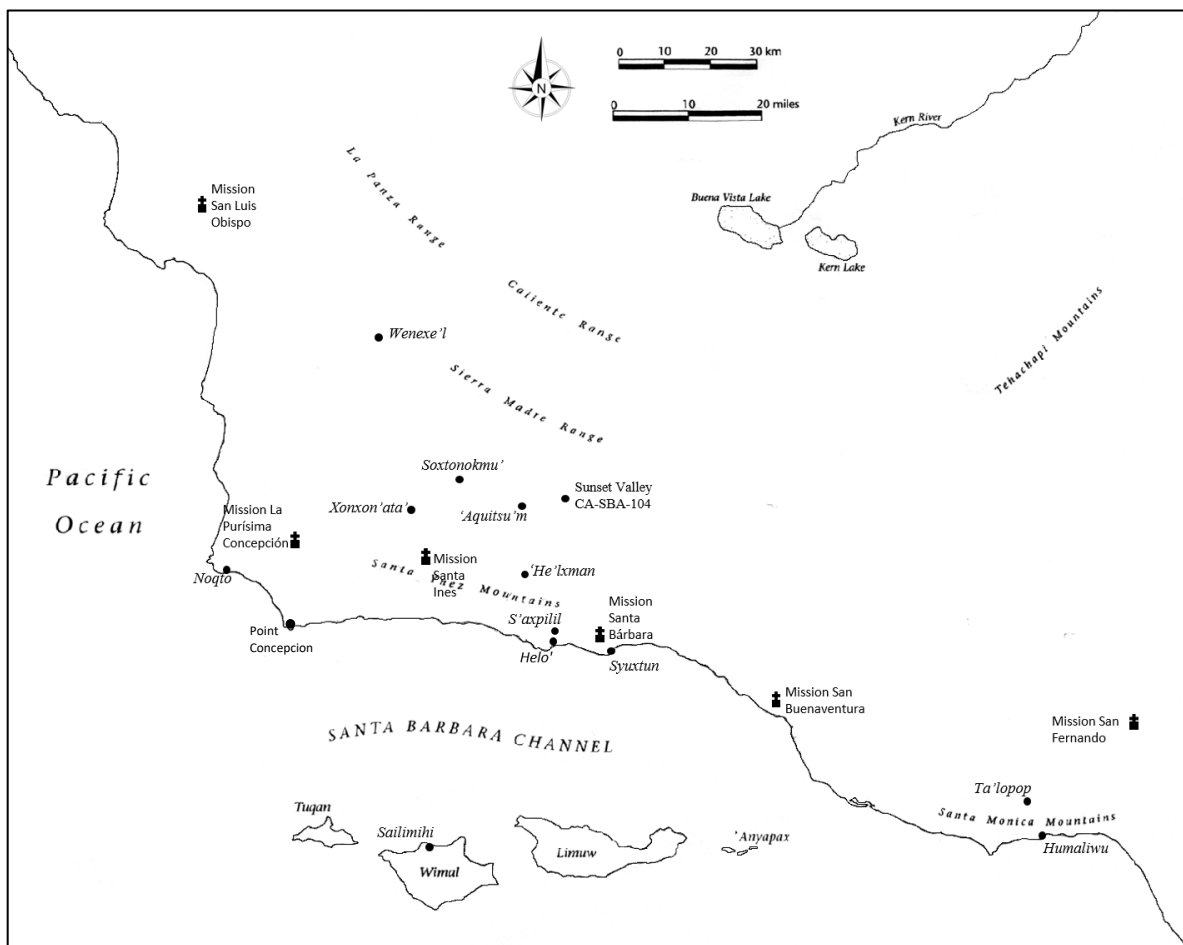 0 10 20 30 km
0 10 20 miles
N
Kern River
La Panza Range
Mission
San Luis
Obispo
Buena Vista Lake
Kern Lake
Caliente Range
Tehachapi Mountains
Wenexe’l
Sierra Madre Range
Pacific
Ocean
Soxtonokmu’
Sunset Valley
CA-SBA-104
Xonxon’ata’
‘Aquitsu’m
Mission La
Purísima
Concepción
Mission
Santa
Ines
Santa Ynez Mountains
‘He’lxman
Noqto
S’axpilil
Mission
Santa
Bárbara
Point
Concepcion
Helo'
Syuxtun
Mission San
Buenaventura
Mission San
Fernando
SANTA BARBARA CHANNEL
Ta’lopop
Tuqan
Santa Monica Mountains
Sailimihi
'Anyapax
Humaliwu
Limuw
Wimal